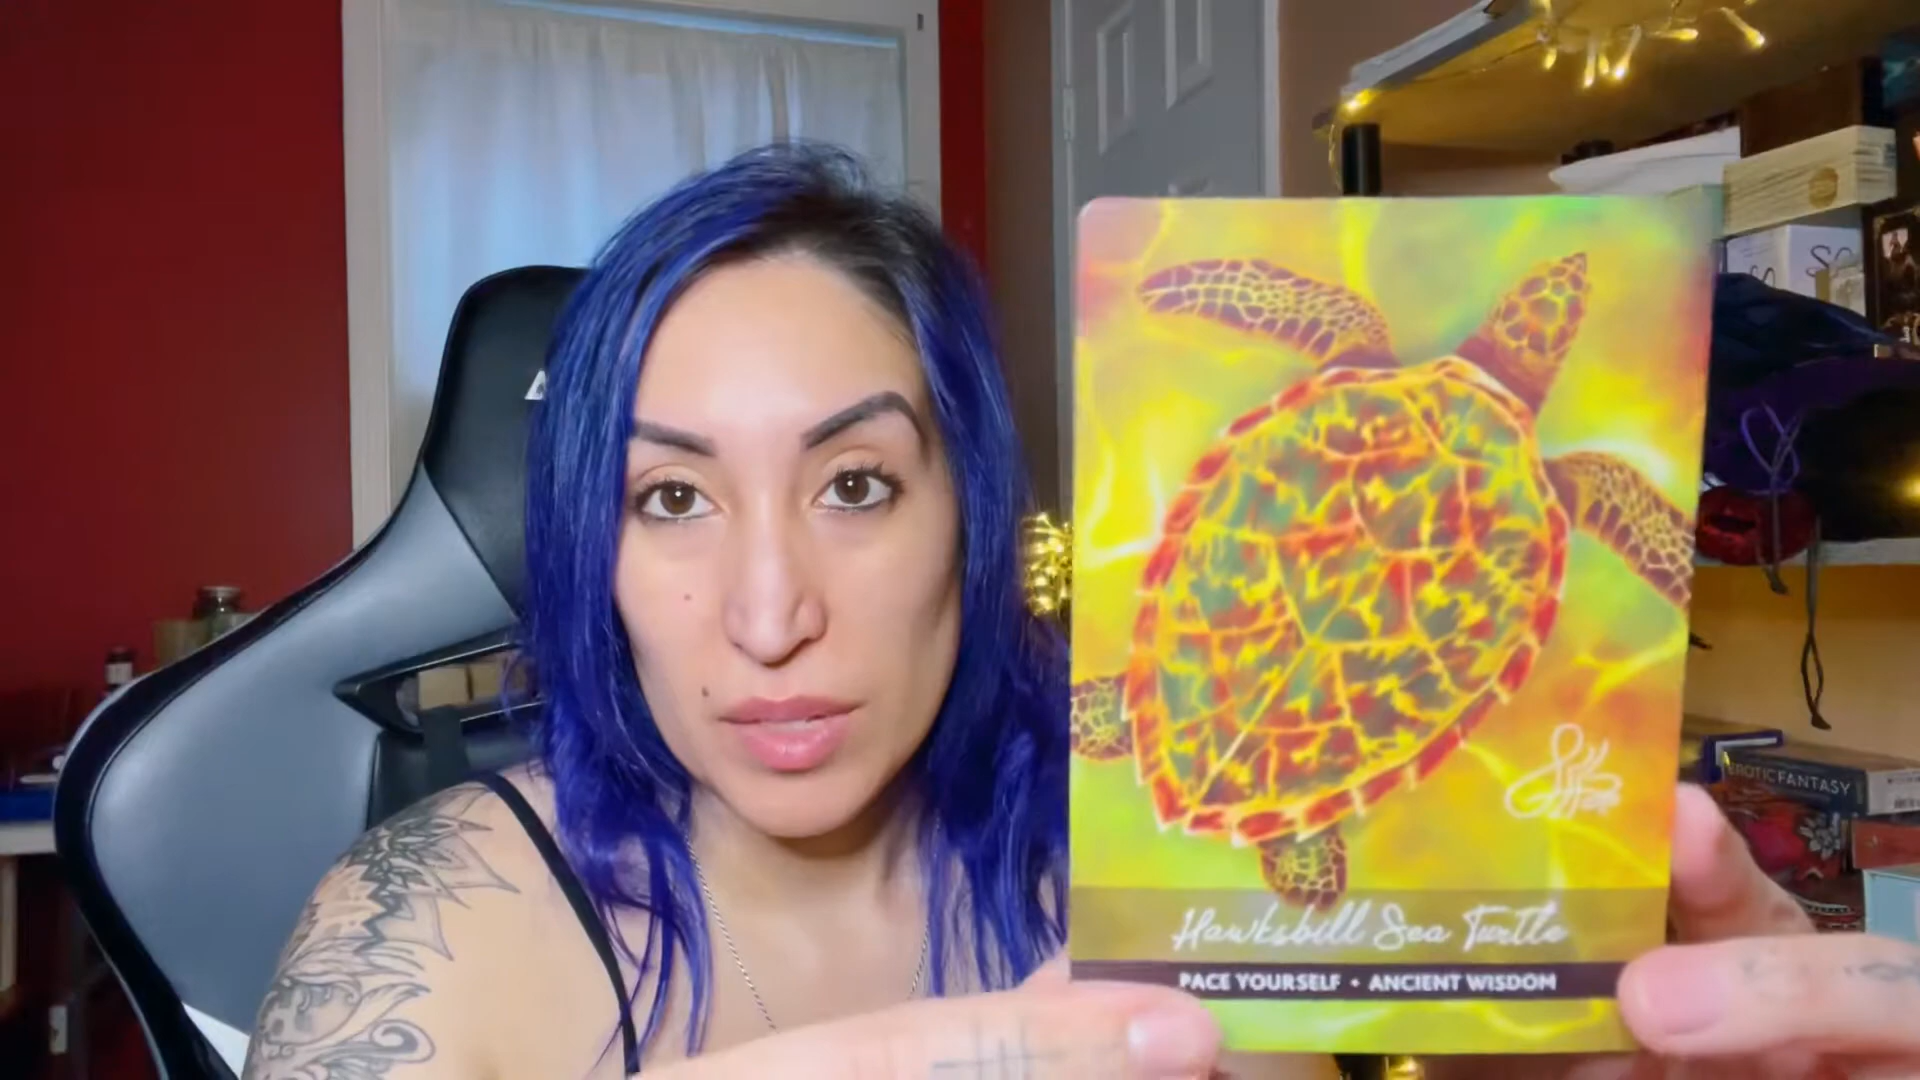 Hawksbill Sea Turtle
PACE YOURSELF • ANCIENT WISDOM
EROTIC FANTASY